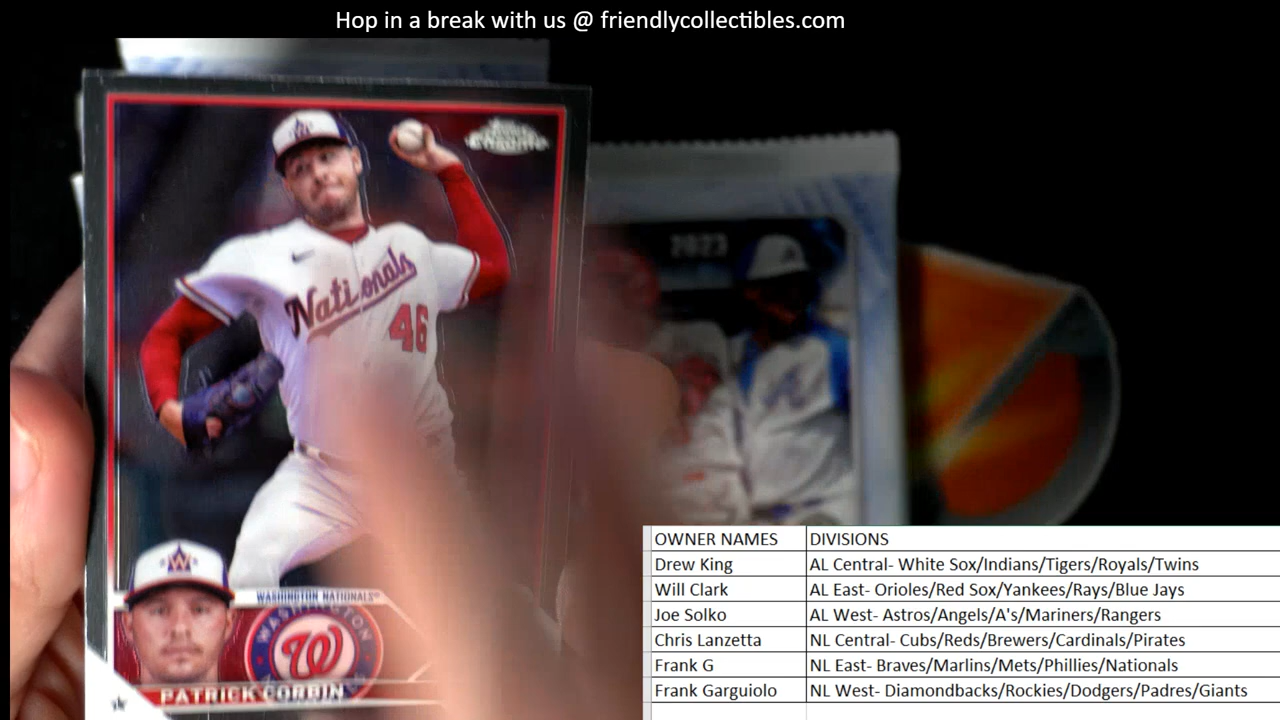 Hop in a break with us @ friendlycollectibles.com
Topps
Chrome
2023
Nationals
46
WASHINGTON NATIONALS
WASHINGTON
W
PATRICK CORBIN
OWNER NAMES DIVISIONS
Drew King AL Central- White Sox/Indians/Tigers/Royals/Twins
Will Clark AL East- Orioles/Red Sox/Yankees/Rays/Blue Jays
Joe Solko AL West- Astros/Angels/A's/Mariners/Rangers
Chris Lanzetta NL Central- Cubs/Reds/Brewers/Cardinals/Pirates
Frank G NL East- Braves/Marlins/Mets/Phillies/Nationals
Frank Garguiolo NL West- Diamondbacks/Rockies/Dodgers/Padres/Giants